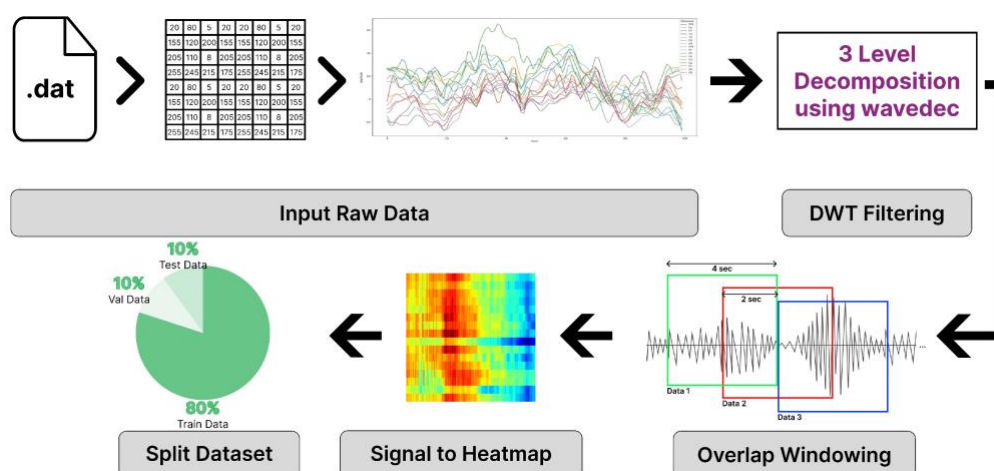 .dat
20 80 5 20 20 80 5 20
155 120 200 155 155 120 200 155
205 110 8 205 205 110 8 205
255 245 215 175 255 245 215 175
20 80 5 20 20 80 5 20
155 120 200 155 155 120 200 155
205 110 8 205 205 110 8 205
255 245 215 175 255 245 215 175
3 Level
Decomposition
using wavedec
Input Raw Data
DWT Filtering
10%
Test Data
10%
Val Data
80%
Train Data
Split Dataset
Signal to Heatmap
4 sec
2 sec
...
Data 1
Data 2
Data 3
Overlap Windowing